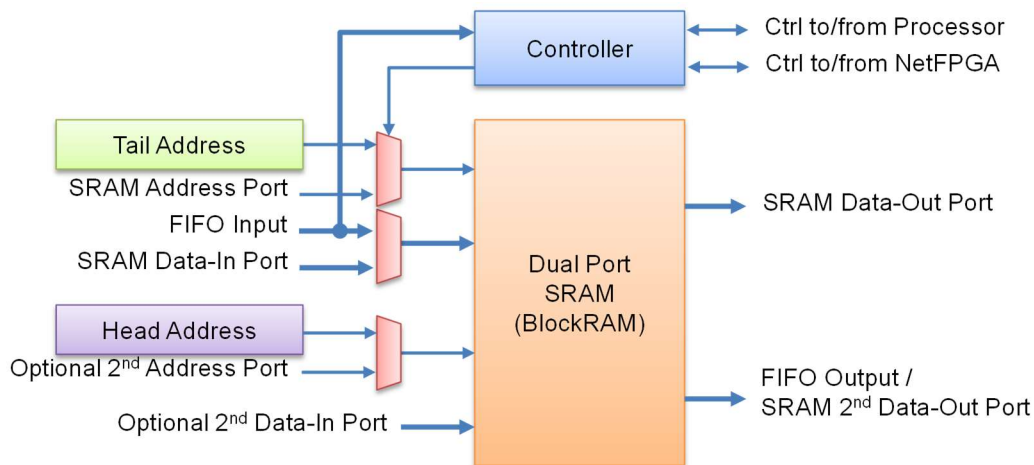 Controller
Ctrl to/from Processor
Ctrl to/from NetFPGA
Tail Address
SRAM Address Port
FIFO Input
SRAM Data-In Port
SRAM Data-Out Port
Dual Port
SRAM
(BlockRAM)
Head Address
Optional 2nd Address Port
Optional 2nd Data-In Port
FIFO Output /
SRAM 2nd Data-Out Port